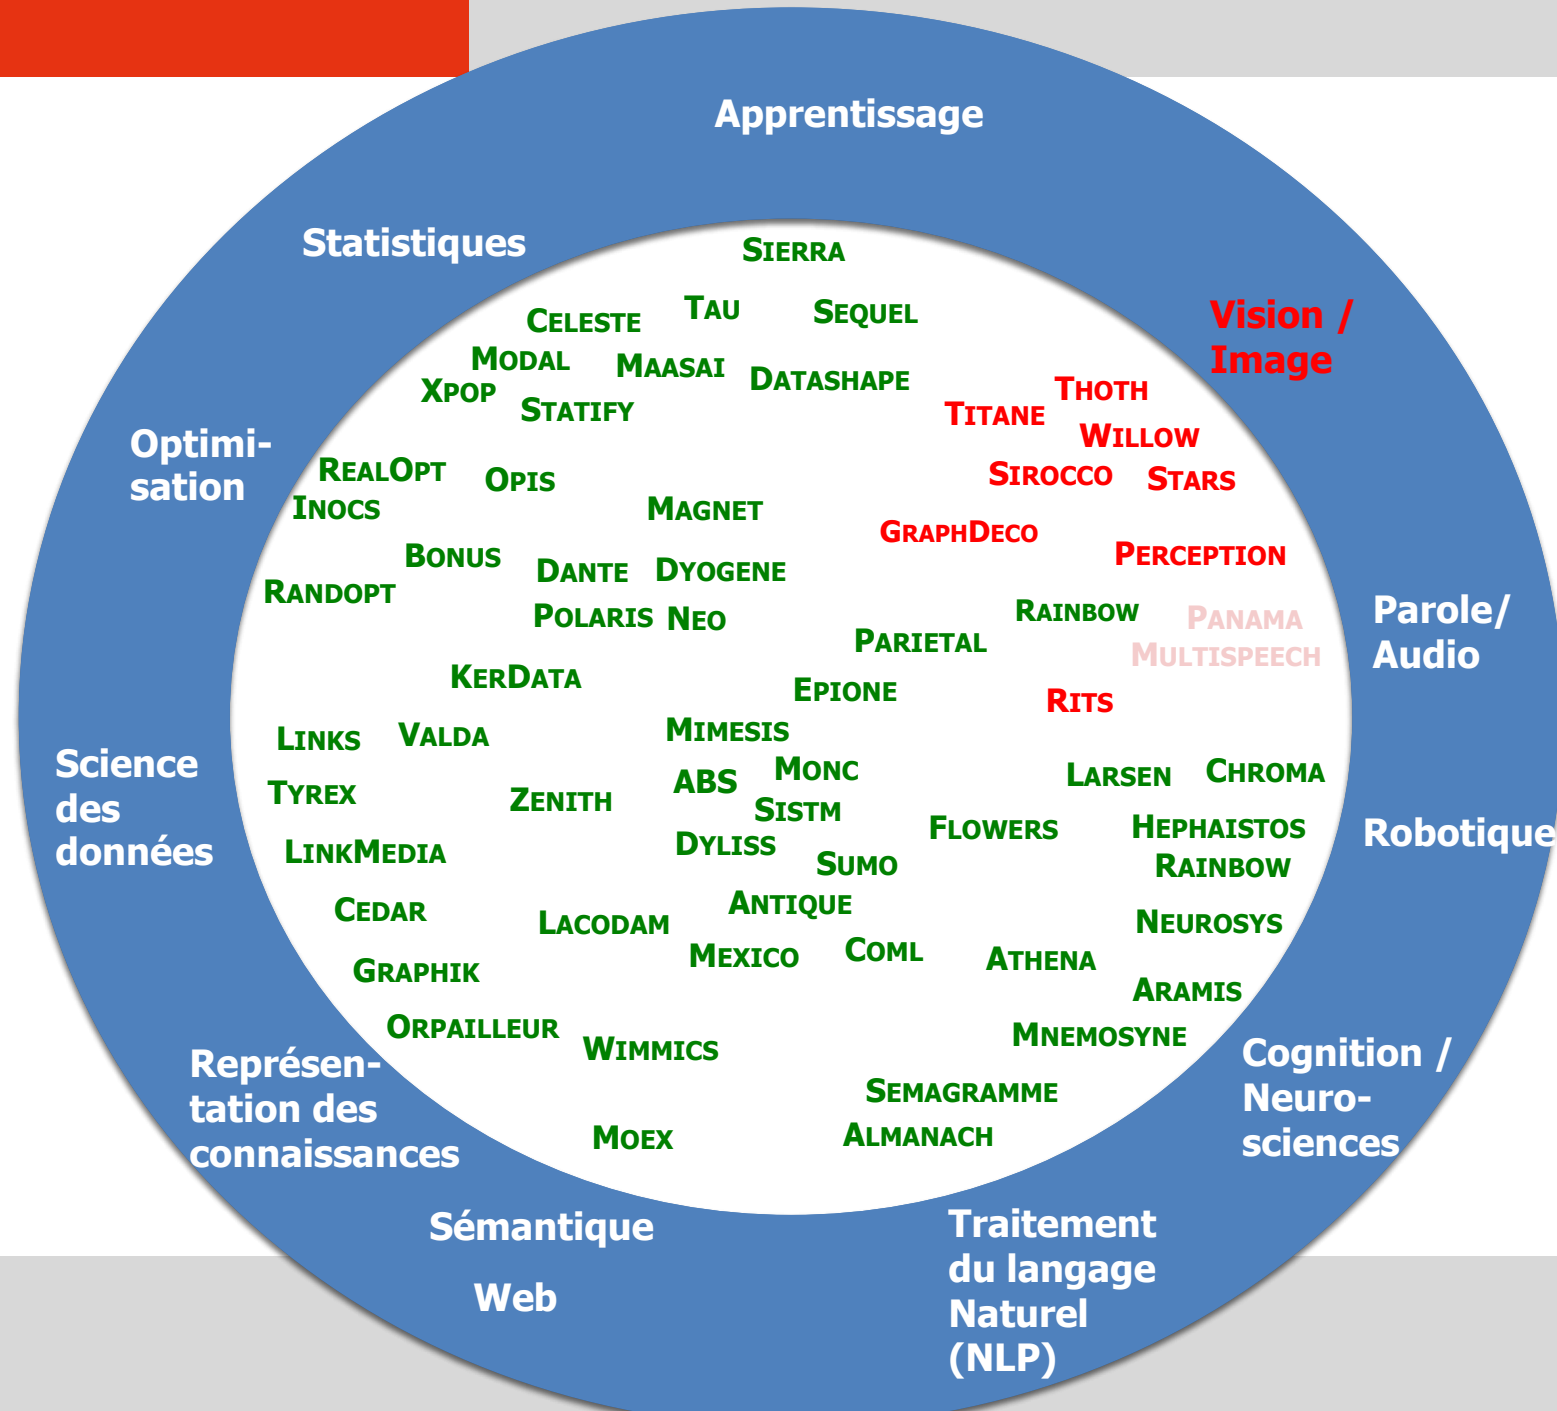 Apprentissage
Statistiques
Vision /
Image
Optimi-
sation
Parole/
Audio
Science
des
données
Robotique
Représen-
tation des
connaissances
Cognition /
Neuro-
sciences
Sémantique
Web
Traitement
du langage
Naturel
(NLP)
SIERRA
TAU
SEQUEL
CELESTE
MODAL
MAASAI
DATASHAPE
XPOP
STATIFY
THOTH
TITANE
WILLOW
SIROCCO
STARS
REALOPT
OPIS
INOCS
MAGNET
GRAPHDECO
PERCEPTION
BONUS
DANTE
DYOGENE
RANDOPT
POLARIS
NEO
RAINBOW
PANAMA
PARIETAL
MULTISPEECH
KERDATA
EPIONE
RITS
LINKS
VALDA
MIMESIS
ABS
MONC
LARSEN
CHROMA
TYREX
ZENITH
SISTM
FLOWERS
HEPHAISTOS
LINKMEDIA
DYLISS
SUMO
RAINBOW
CEDAR
LACODAM
ANTIQUE
NEUROSYS
GRAPHIK
MEXICO
COML
ATHENA
ARAMIS
ORPAILLEUR
WIMMICS
MNEMOSYNE
SEMAGRAMME
MOEX
ALMANACH